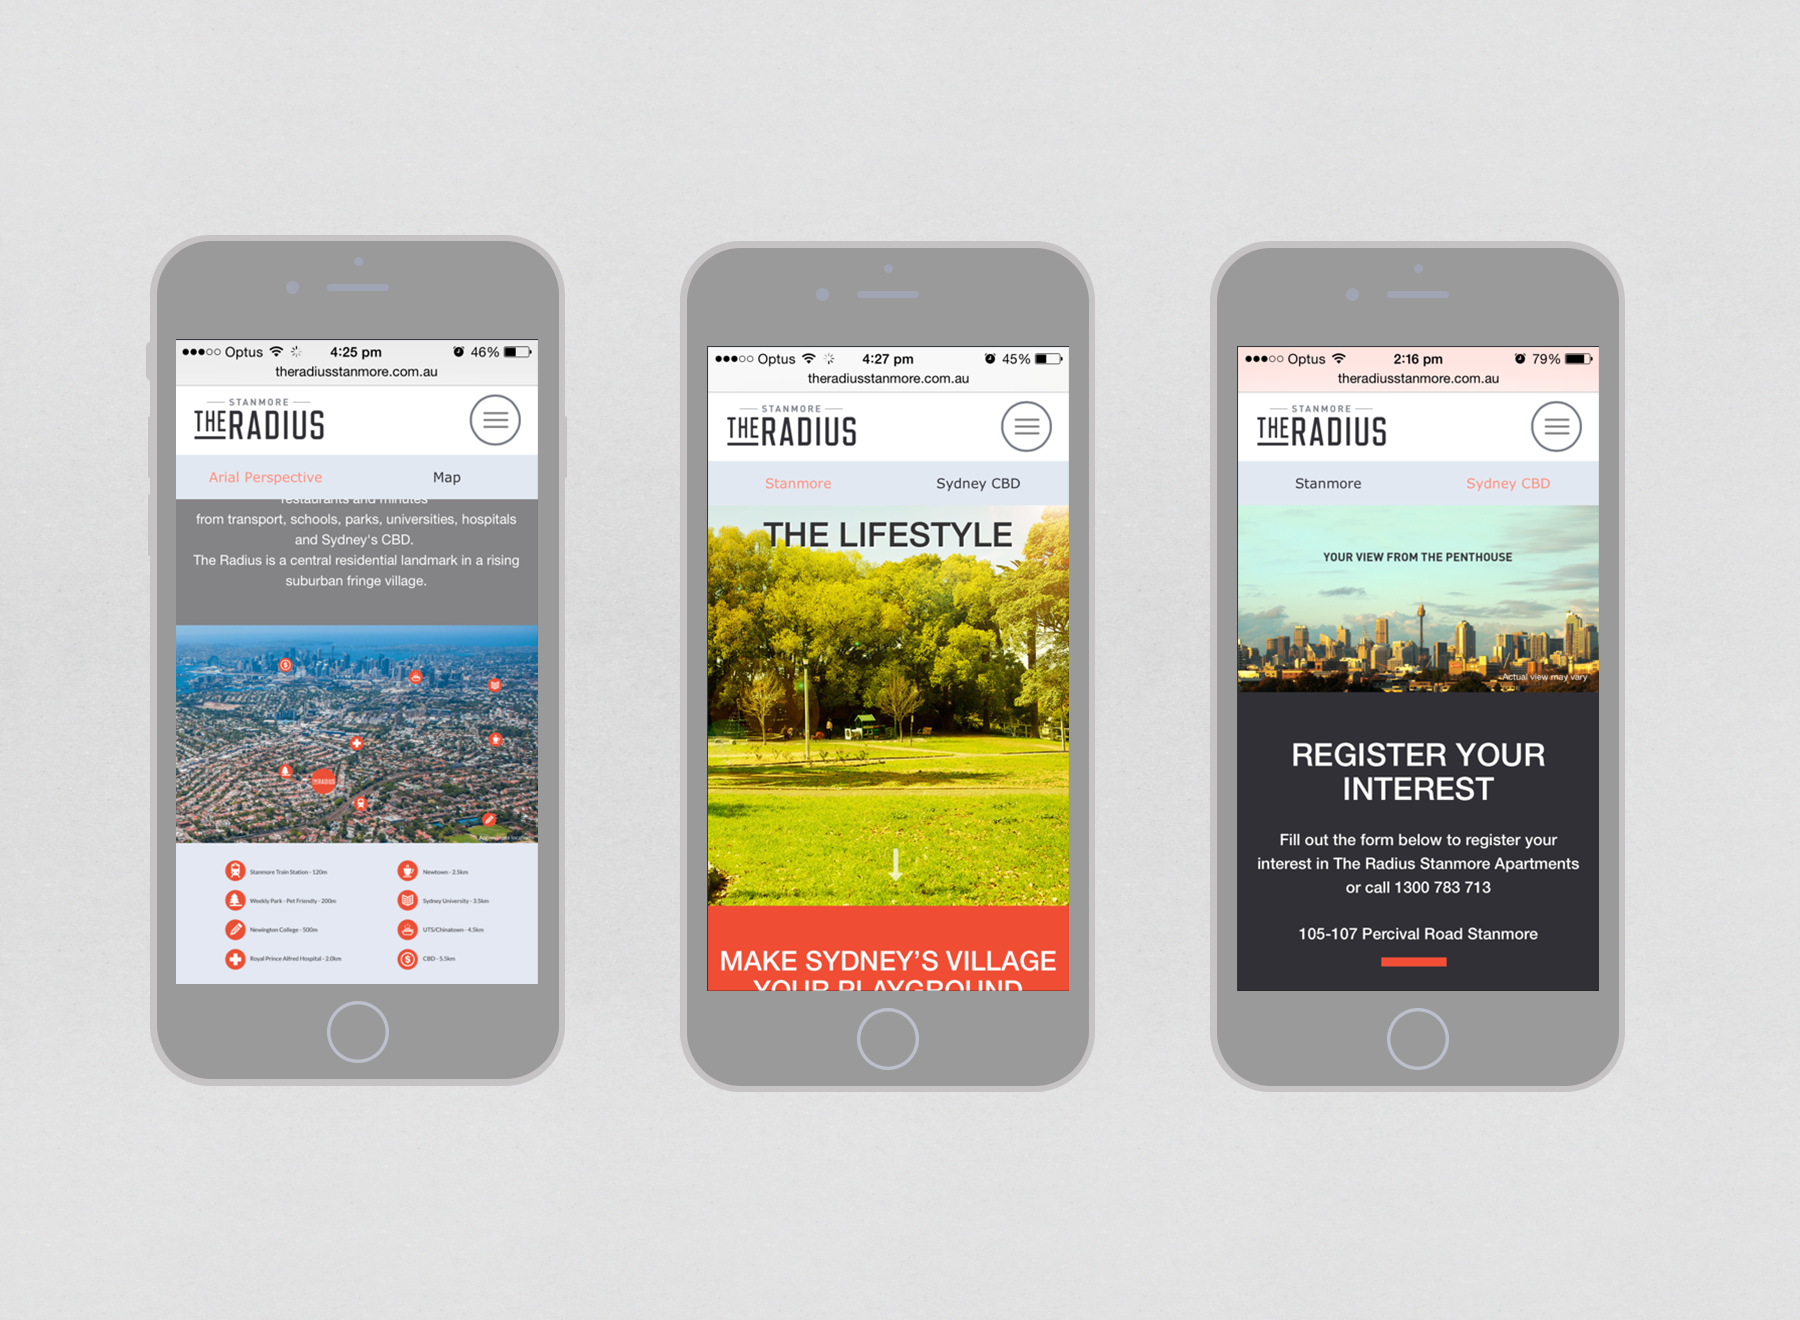 Optus 4:25 pm 46%
theradiusstanmore.com.au
STANMORE
THE RADIUS
Arial Perspective Map
restaurants and minutes
from transport, schools, parks, universities, hospitals
and Sydney's CBD.
The Radius is a central residential landmark in a rising
suburban fringe village.
THE RADIUS
Stanmore Train Station - 120m
Weekly Park - Pet Friendly - 200m
Newington College - 500m
Royal Prince Alfred Hospital - 2.0km
Newtown - 2.5km
Sydney University - 3.5km
UTS/Chinatown - 4.5km
CBD - 5.5km
Optus 4:27 pm 45%
theradiusstanmore.com.au
STANMORE
THE RADIUS
Stanmore Sydney CBD
THE LIFESTYLE
MAKE SYDNEY’S VILLAGE
YOUR PLAYGROUND
Optus 2:16 pm 79%
theradiusstanmore.com.au
STANMORE
THE RADIUS
Stanmore Sydney CBD
YOUR VIEW FROM THE PENTHOUSE
Actual view may vary
REGISTER YOUR
INTEREST
Fill out the form below to register your
interest in The Radius Stanmore Apartments
or call 1300 783 713
105-107 Percival Road Stanmore